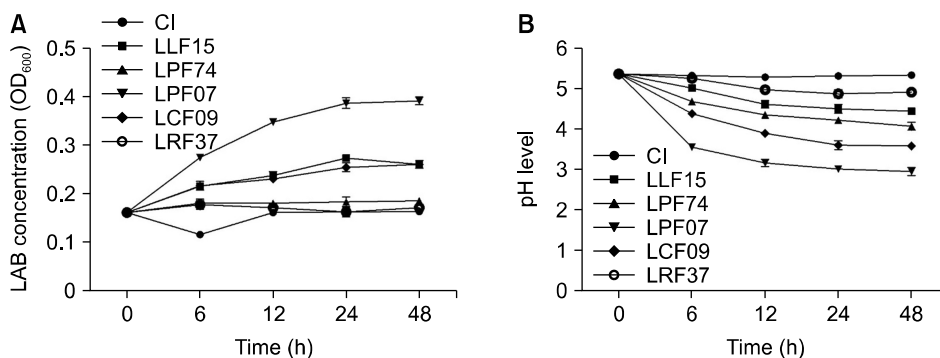 A
CI
LLF15
LPF74
LPF07
LCF09
LRF37
LAB concentration (OD600)
0.5
0.4
0.3
0.2
0.1
0
0 6 12 24 48
Time (h)
B
pH level
6
5
4
3
2
1
0
CI
LLF15
LPF74
LPF07
LCF09
LRF37
0 6 12 24 48
Time (h)